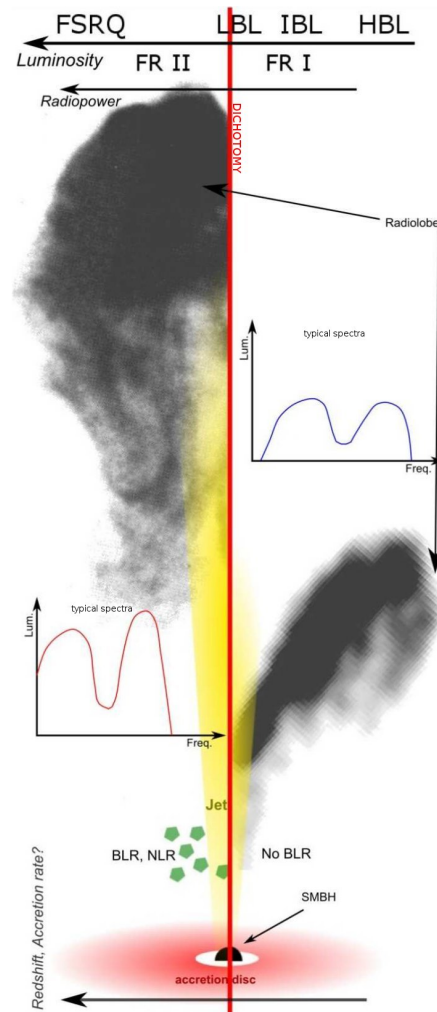 FSRQ LBL IBL HBL
Luminosity
FR II FR I
Radiopower
DICHOTOMY
Radiolobe
typical spectra
Lum.
Freq.
typical spectra
Lum.
Freq.
Jet
BLR, NLR
No BLR
SMBH
accretion disc
Redshift, Accretion rate?